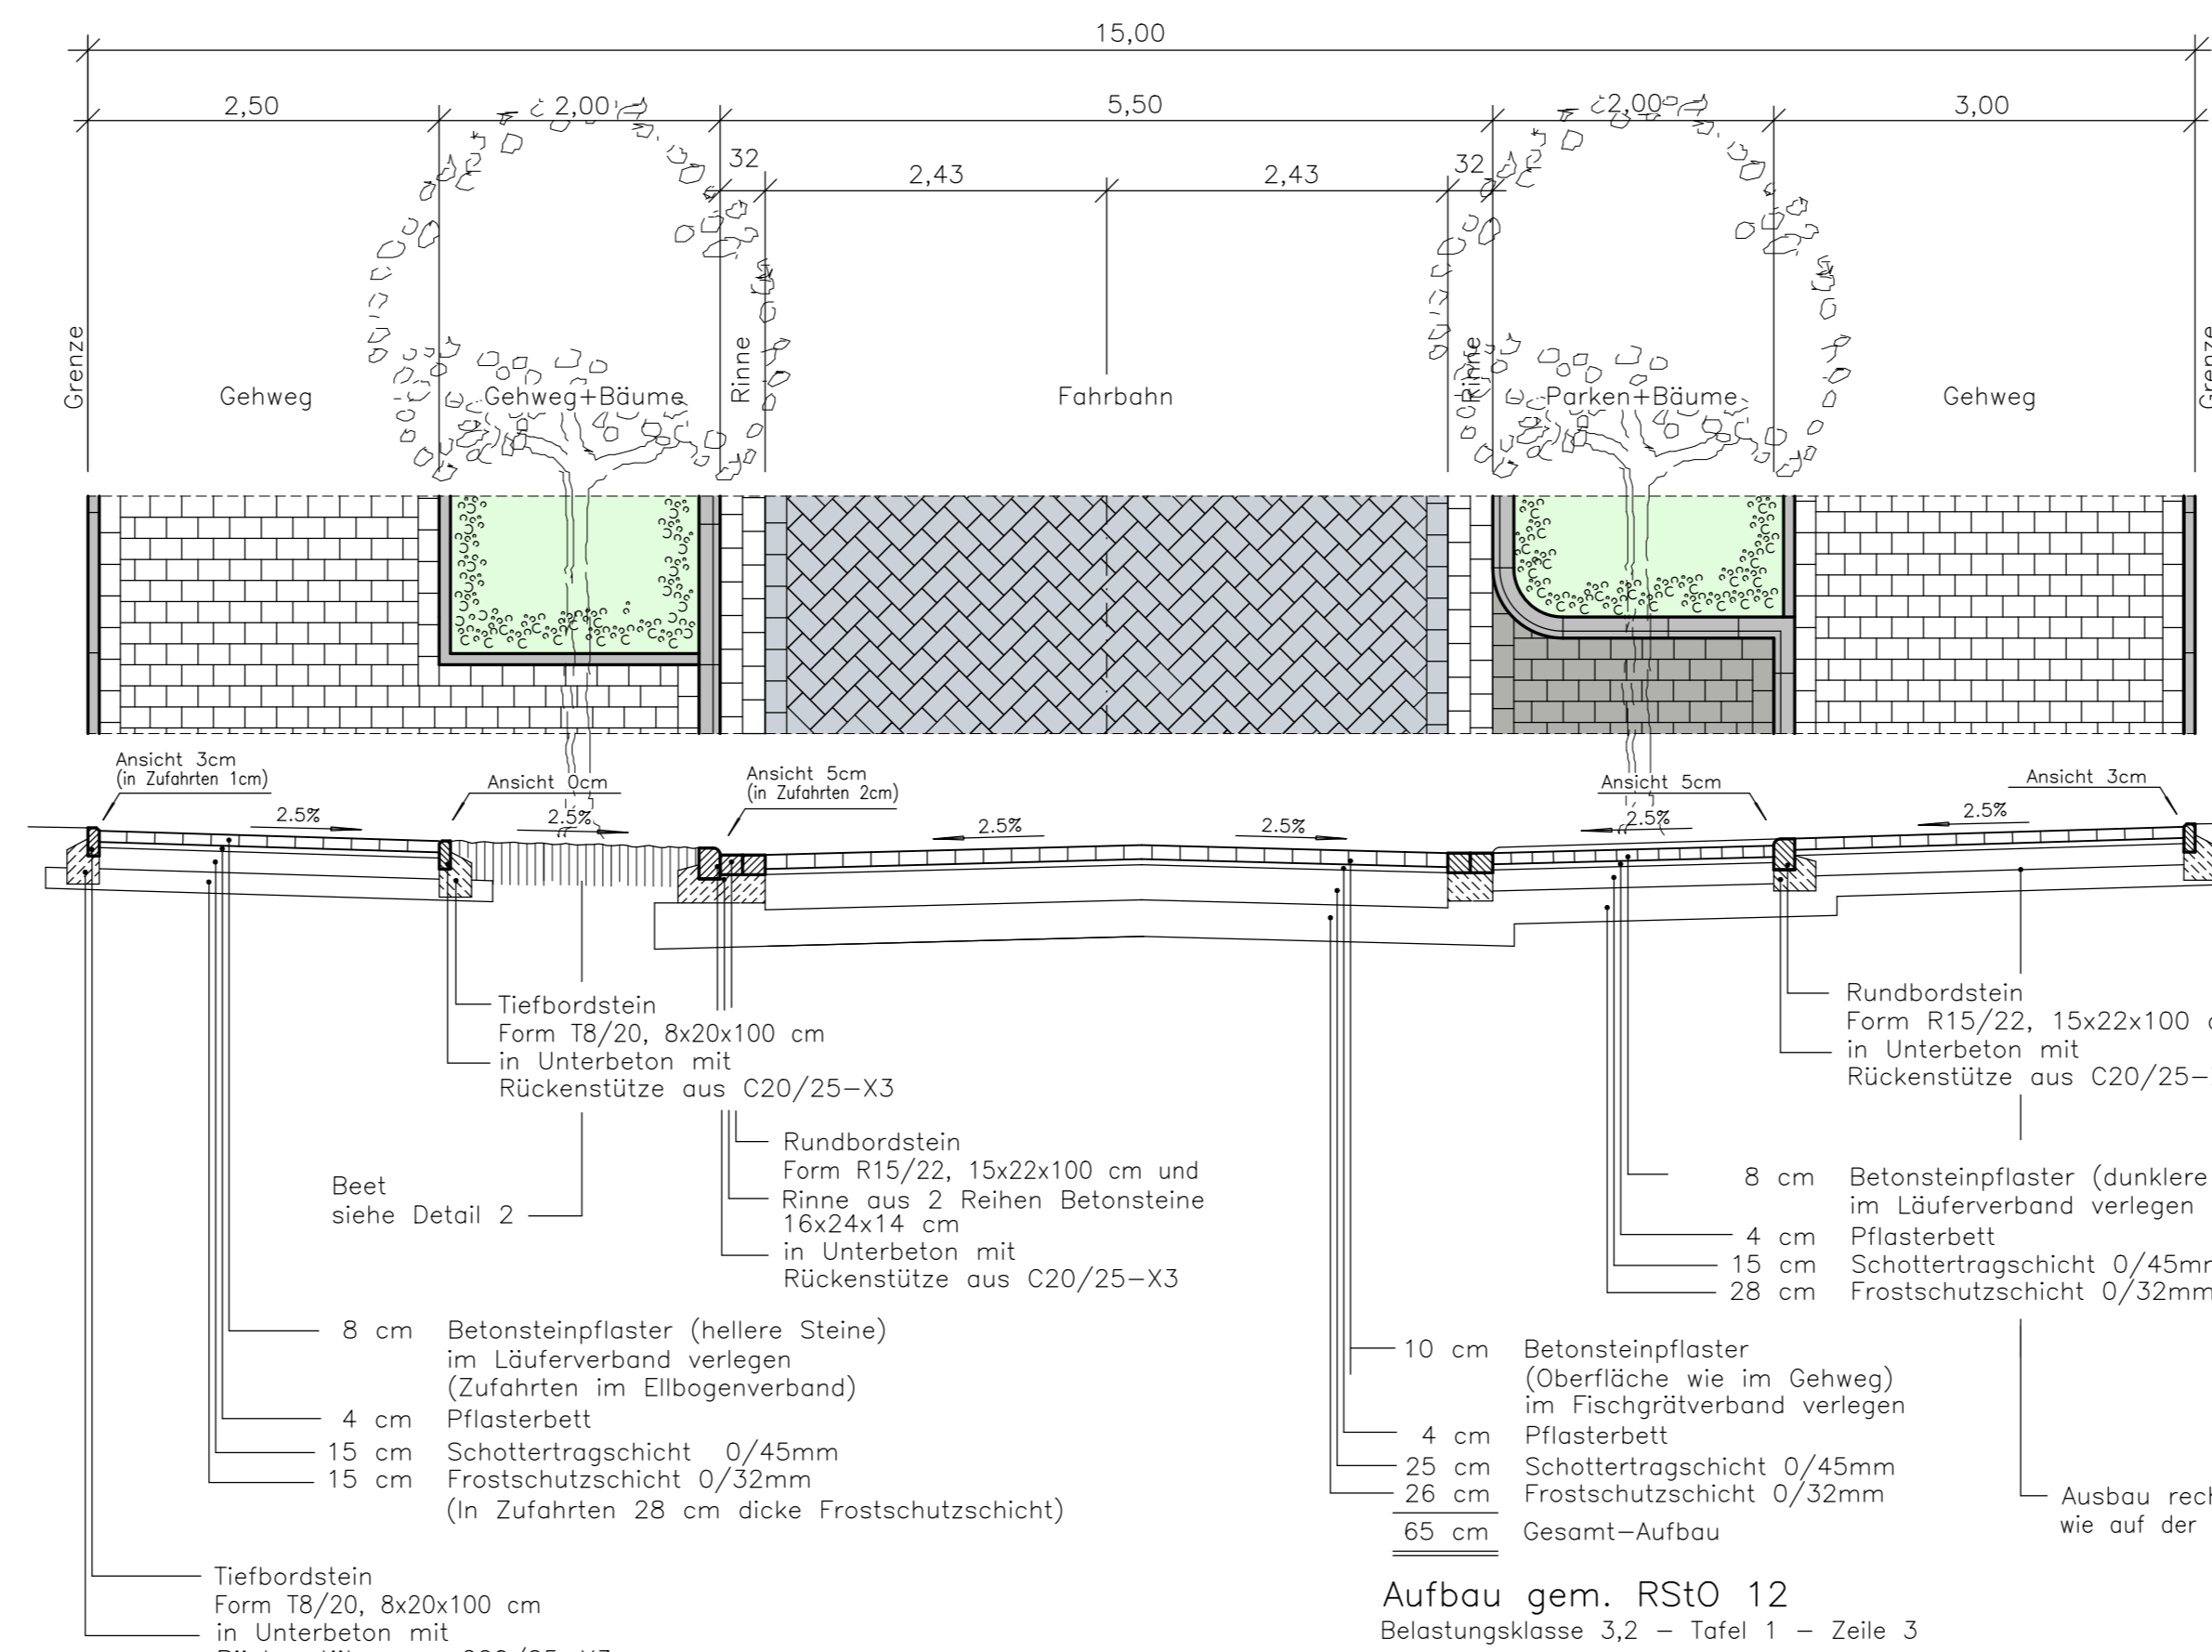 15,00
2,50 2,00 5,50 2,00 3,00
32 2,43 2,43 32
Grenze
Gehweg
Gehweg+Bäume
Rinne
Fahrbahn
Rinne
Parken+Bäume
Gehweg
Grenze
Ansicht 3cm
(in Zufahrten 1cm)
Ansicht 0cm
Ansicht 5cm
(in Zufahrten 2cm)
Ansicht 5cm
Ansicht 3cm
2.5% 2.5% 2.5% 2.5% 2.5% 2.5%
Tiefbordstein
Form T8/20, 8x20x100 cm
in Unterbeton mit
Rückenstütze aus C20/25-X3
Rundbordstein
Form R15/22, 15x22x100
in Unterbeton mit
Rückenstütze aus C20/25-
Beet
siehe Detail 2
Rundbordstein
Form R15/22, 15x22x100 cm und
Rinne aus 2 Reihen Betonsteine
16x24x14 cm
in Unterbeton mit
Rückenstütze aus C20/25-X3
8 cm Betonsteinpflaster (dunklere
im Läuferverband verlegen
4 cm Pflasterbett
15 cm Schottertragschicht 0/45mm
28 cm Frostschutzschicht 0/32mm
8 cm Betonsteinpflaster (hellere Steine)
im Läuferverband verlegen
(Zufahrten im Ellbogenverband)
4 cm Pflasterbett
15 cm Schottertragschicht 0/45mm
15 cm Frostschutzschicht 0/32mm
(In Zufahrten 28 cm dicke Frostschutzschicht)
10 cm Betonsteinpflaster
(Oberfläche wie im Gehweg)
im Fischgrätverband verlegen
4 cm Pflasterbett
25 cm Schottertragschicht 0/45mm
26 cm Frostschutzschicht 0/32mm
65 cm Gesamt-Aufbau
Ausbau
wie auf der
Tiefbordstein
Form T8/20, 8x20x100 cm
in Unterbeton mit
Aufbau gem. RStO 12
Belastungsklasse 3,2 - Tafel 1 - Zeile 3